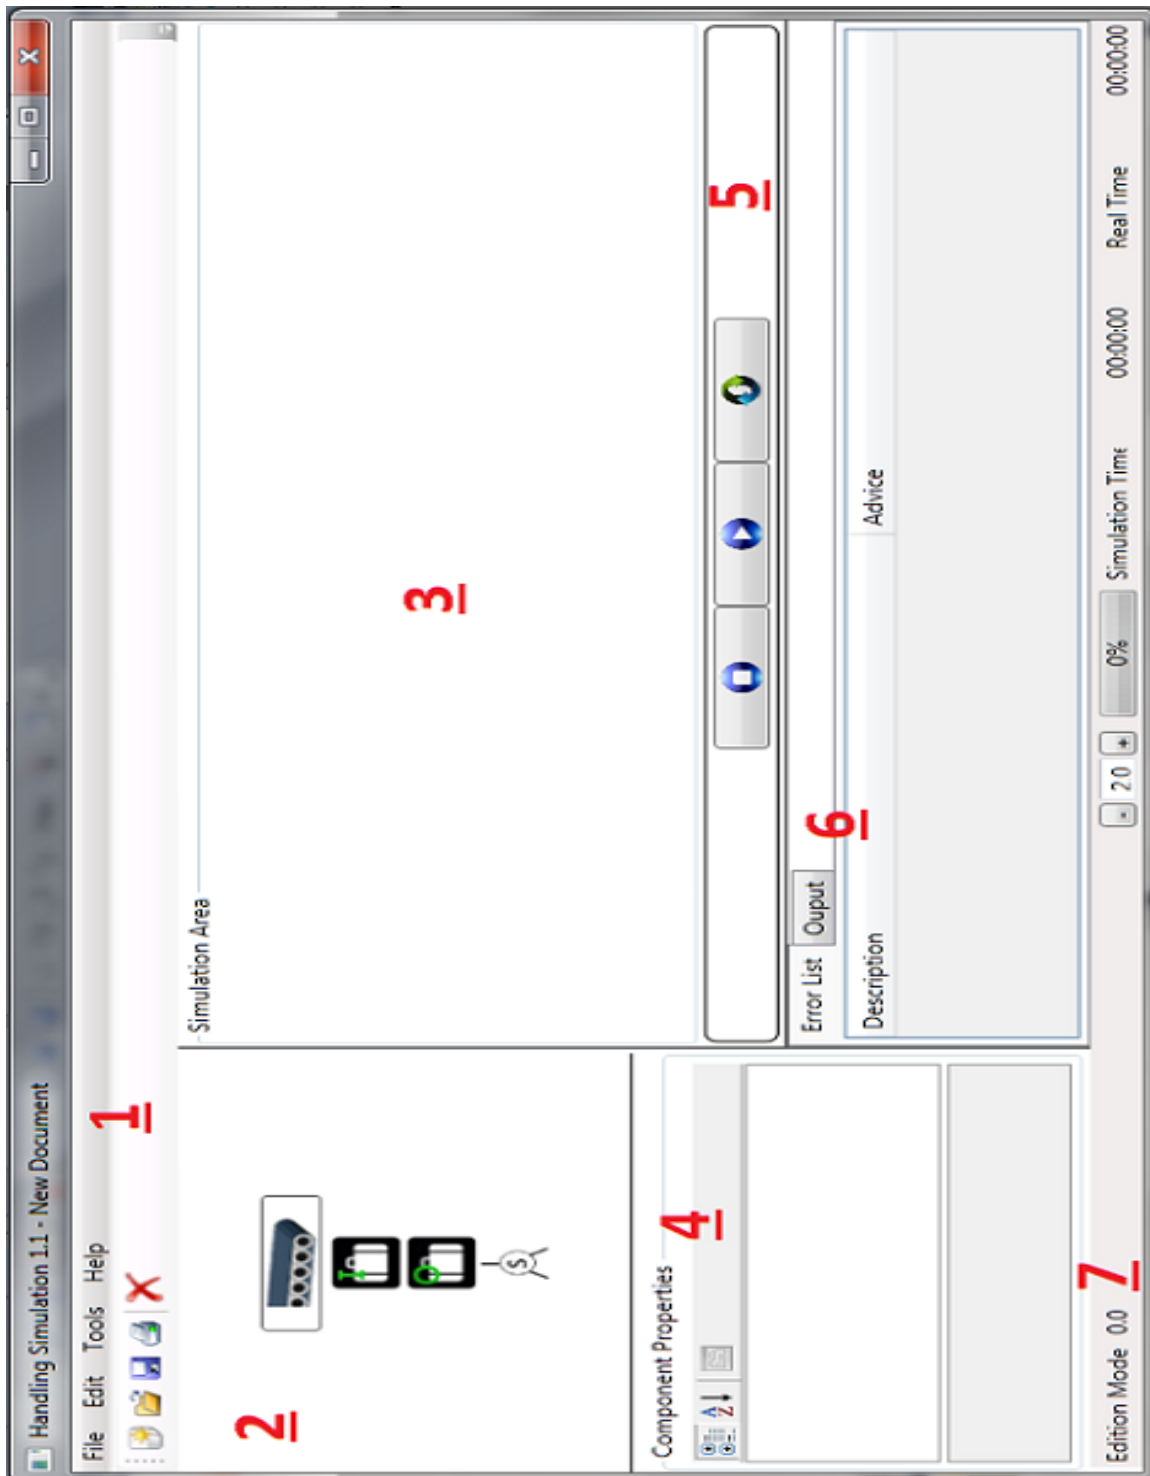 Handling Simulation 1.1 - New Document
File Edit Tools Help
1
2
Simulation Area
3
S
Component Properties
4
A
Z
5
Error List Ouput
6
Description Advice
7
Edition Mode 0.0 - 2.0 + 0% Simulation Time 00:00:00 Real Time 00:00:00